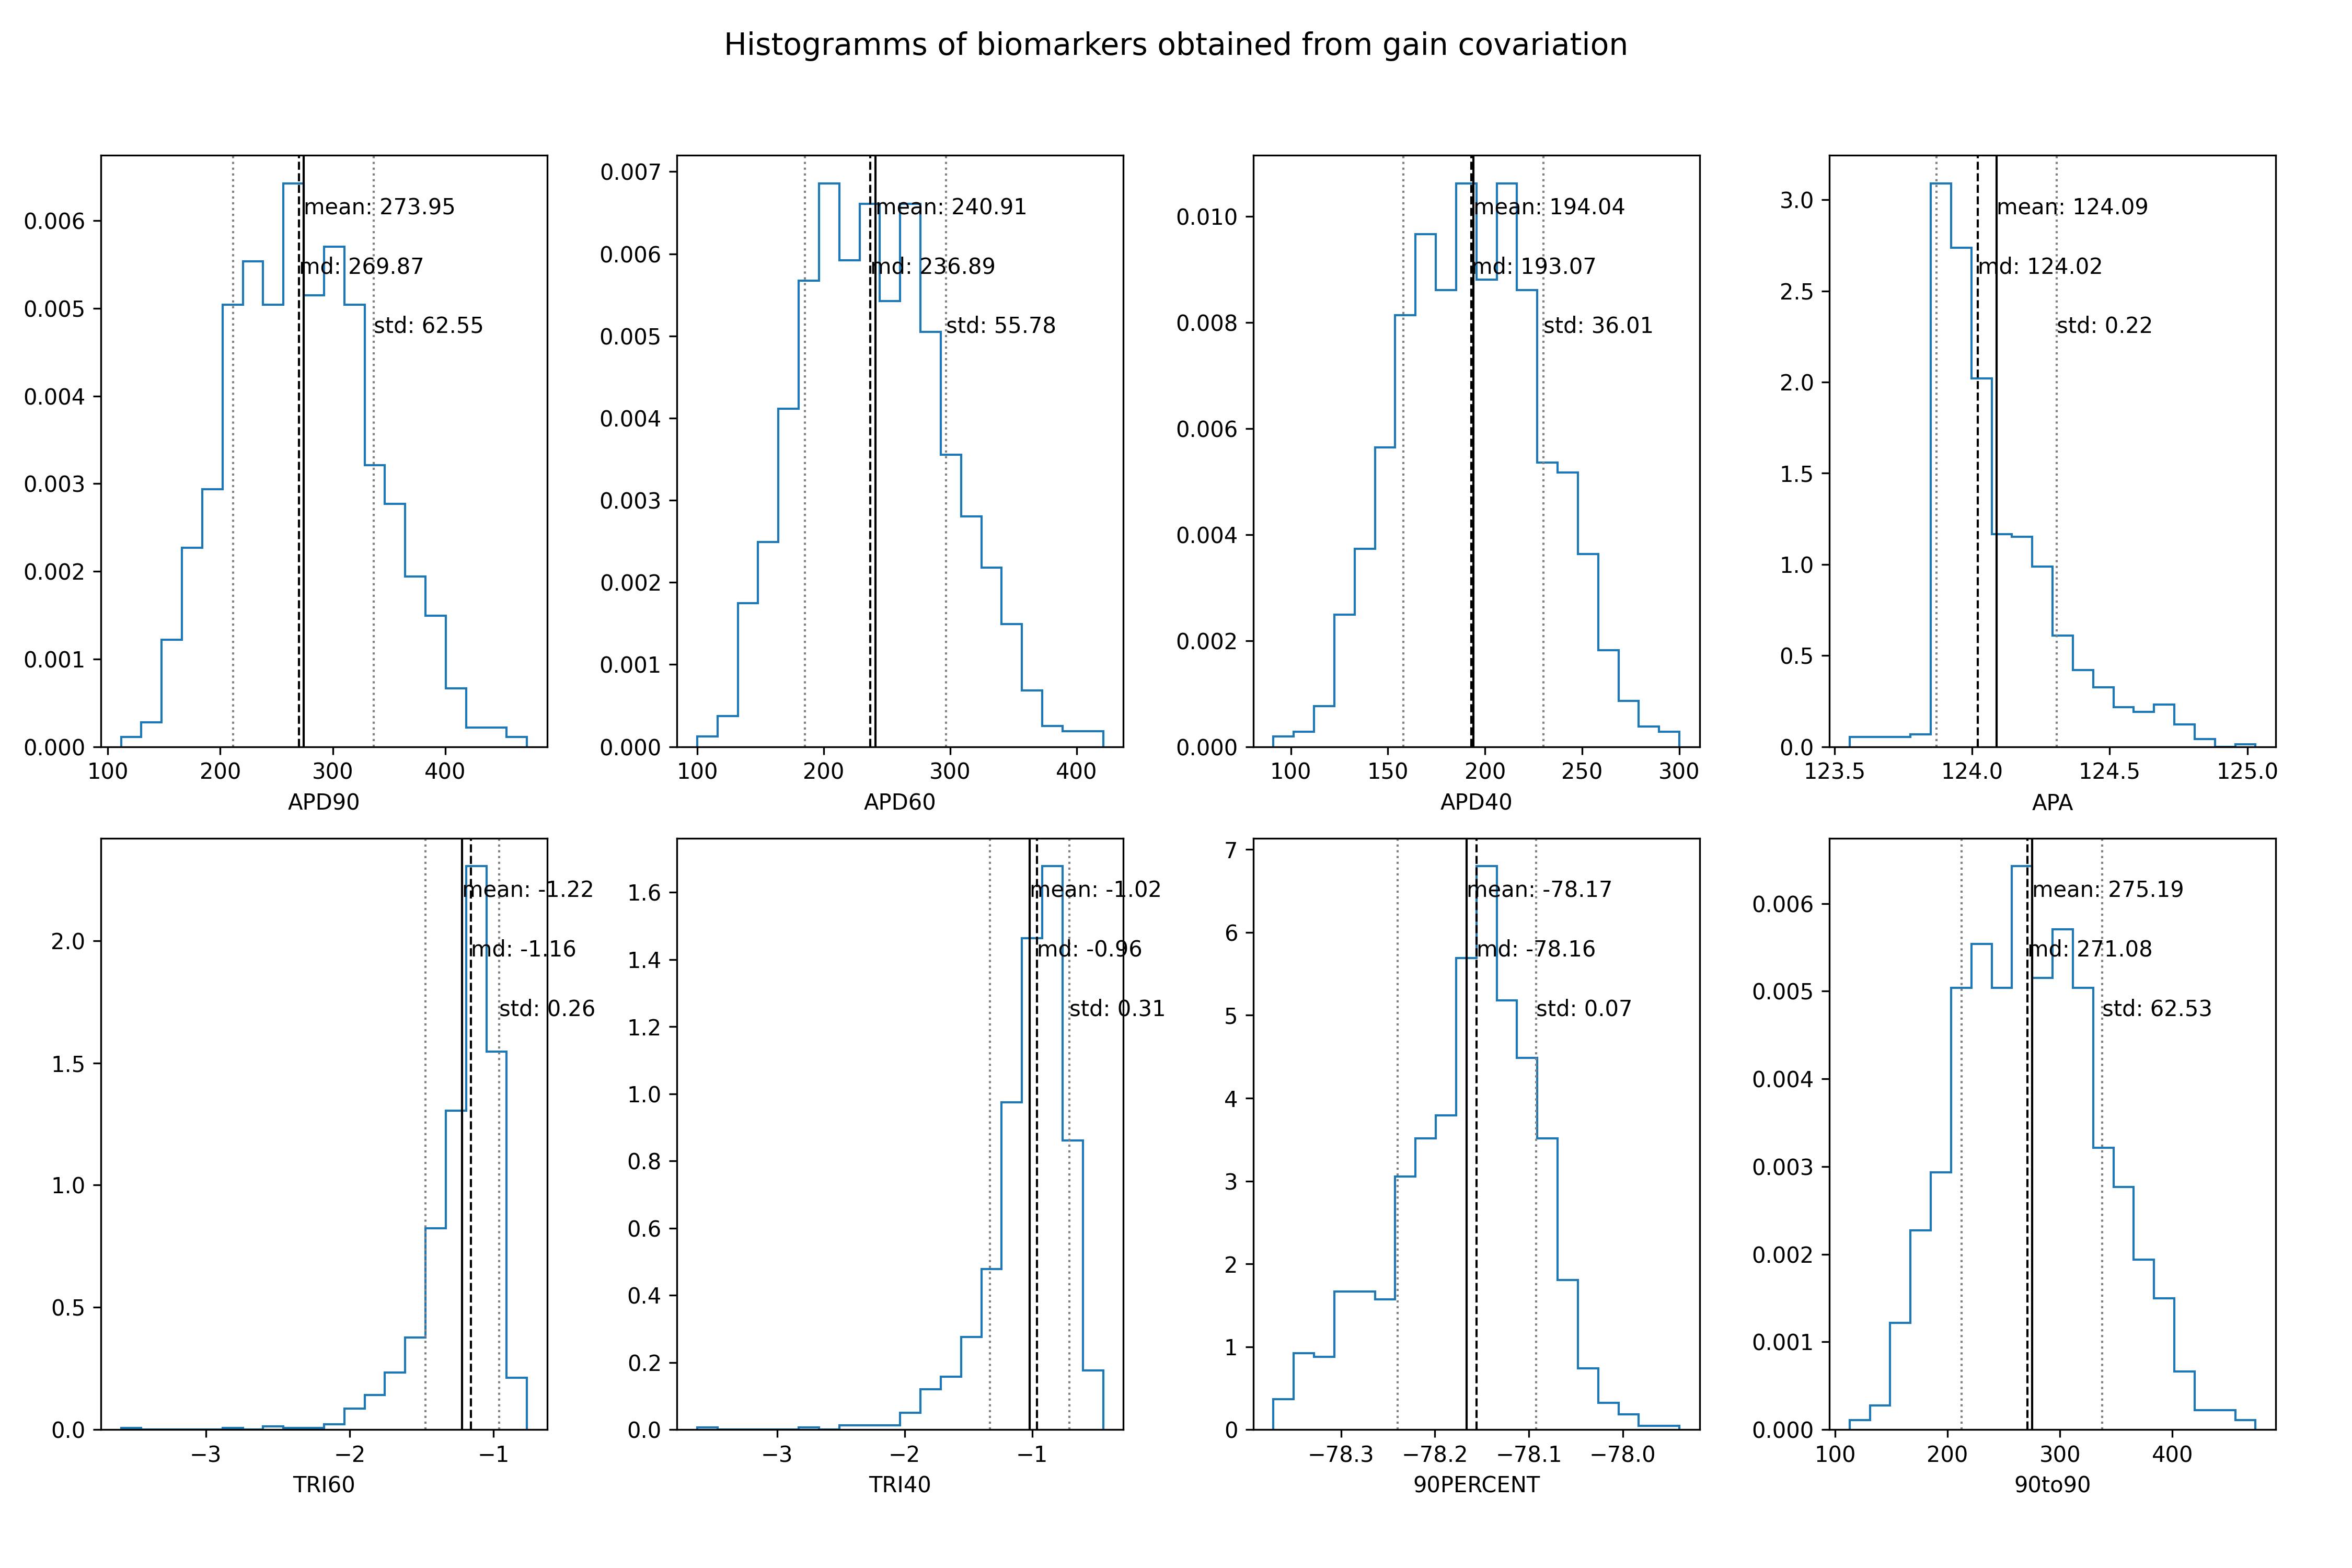 Histogramms of biomarkers obtained from gain covariation
0.006
0.005
0.004
0.003
0.002
0.001
0.000
mean: 273.95
md: 269.87
std: 62.55
100 200 300 400
APD90
0.007
0.006
0.005
0.004
0.003
0.002
0.001
0.000
mean: 240.91
md: 236.89
std: 55.78
100 200 300 400
APD60
0.010
0.008
0.006
0.004
0.002
0.000
mean: 194.04
md: 193.07
std: 36.01
100 150 200 250 300
APD40
3.0
2.5
2.0
1.5
1.0
0.5
0.0
mean: 124.09
md: 124.02
std: 0.22
123.5 124.0 124.5 125.0
APA
2.0
1.5
1.0
0.5
0.0
mean: -1.22
md: -1.16
std: 0.26
−3 −2 −1
TRI60
1.6
1.4
1.2
1.0
0.8
0.6
0.4
0.2
0.0
mean: -1.02
md: -0.96
std: 0.31
−3 −2 −1
TRI40
7
6
5
4
3
2
1
0
mean: -78.17
md: -78.16
std: 0.07
−78.3 −78.2 −78.1 −78.0
90PERCENT
0.006
0.005
0.004
0.003
0.002
0.001
0.000
mean: 275.19
md: 271.08
std: 62.53
100 200 300 400
90to90